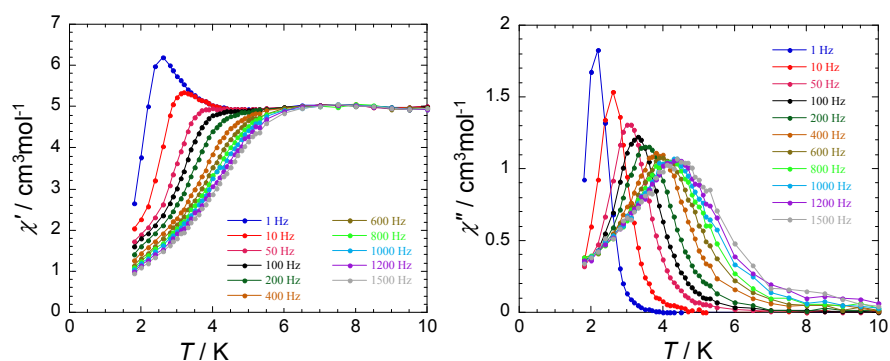 χ′ / cm³mol⁻¹
7
6
5
4
3
2
1
0
0 2 4 6 8 10
T / K
1 Hz
10 Hz
50 Hz
100 Hz
200 Hz
400 Hz
600 Hz
800 Hz
1000 Hz
1200 Hz
1500 Hz
χ″ / cm³mol⁻¹
2
1.5
1
0.5
0
0 2 4 6 8 10
T / K
1 Hz
10 Hz
50 Hz
100 Hz
200 Hz
400 Hz
600 Hz
800 Hz
1000 Hz
1200 Hz
1500 Hz